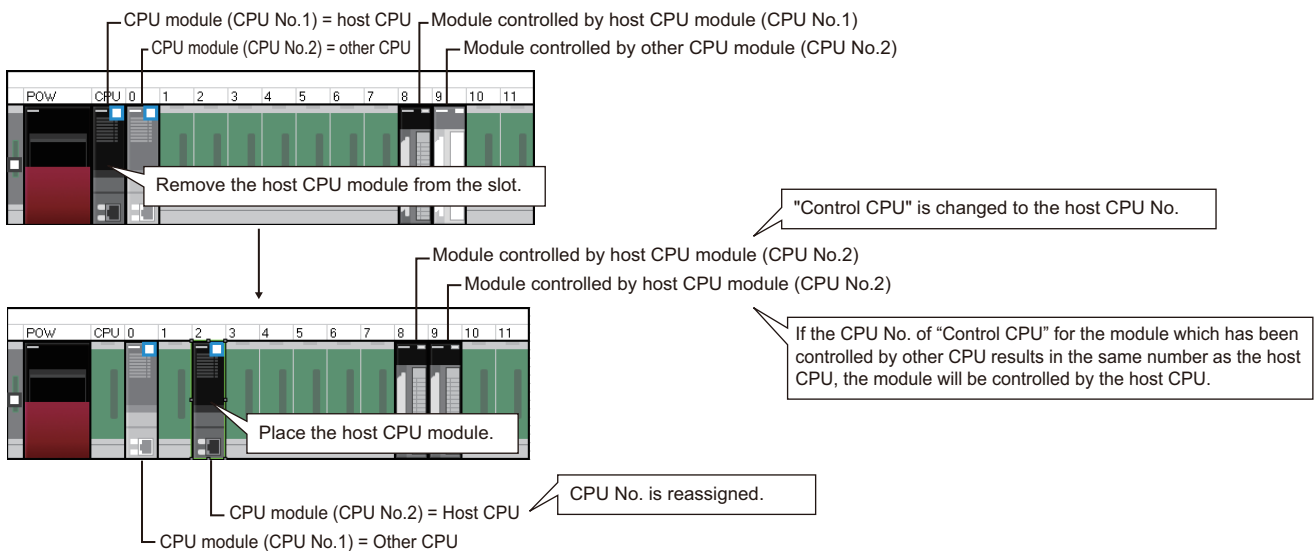 CPU module (CPU No.1) = host CPU
Module controlled by host CPU module (CPU No.1)
CPU module (CPU No.2) = other CPU
Module controlled by other CPU module (CPU No.2)
POW CPU 0 1 2 3 4 5 6 7 8 9 10 11
Remove the host CPU module from the slot.
"Control CPU" is changed to the host CPU No.
Module controlled by host CPU module (CPU No.2)
Module controlled by host CPU module (CPU No.2)
If the CPU No. of “Control CPU” for the module which has been
controlled by other CPU results in the same number as the host
CPU, the module will be controlled by the host CPU.
POW CPU 0 1 2 3 4 5 6 7 8 9 10 11
Place the host CPU module.
CPU No. is reassigned.
CPU module (CPU No.2) = Host CPU
CPU module (CPU No.1) = Other CPU